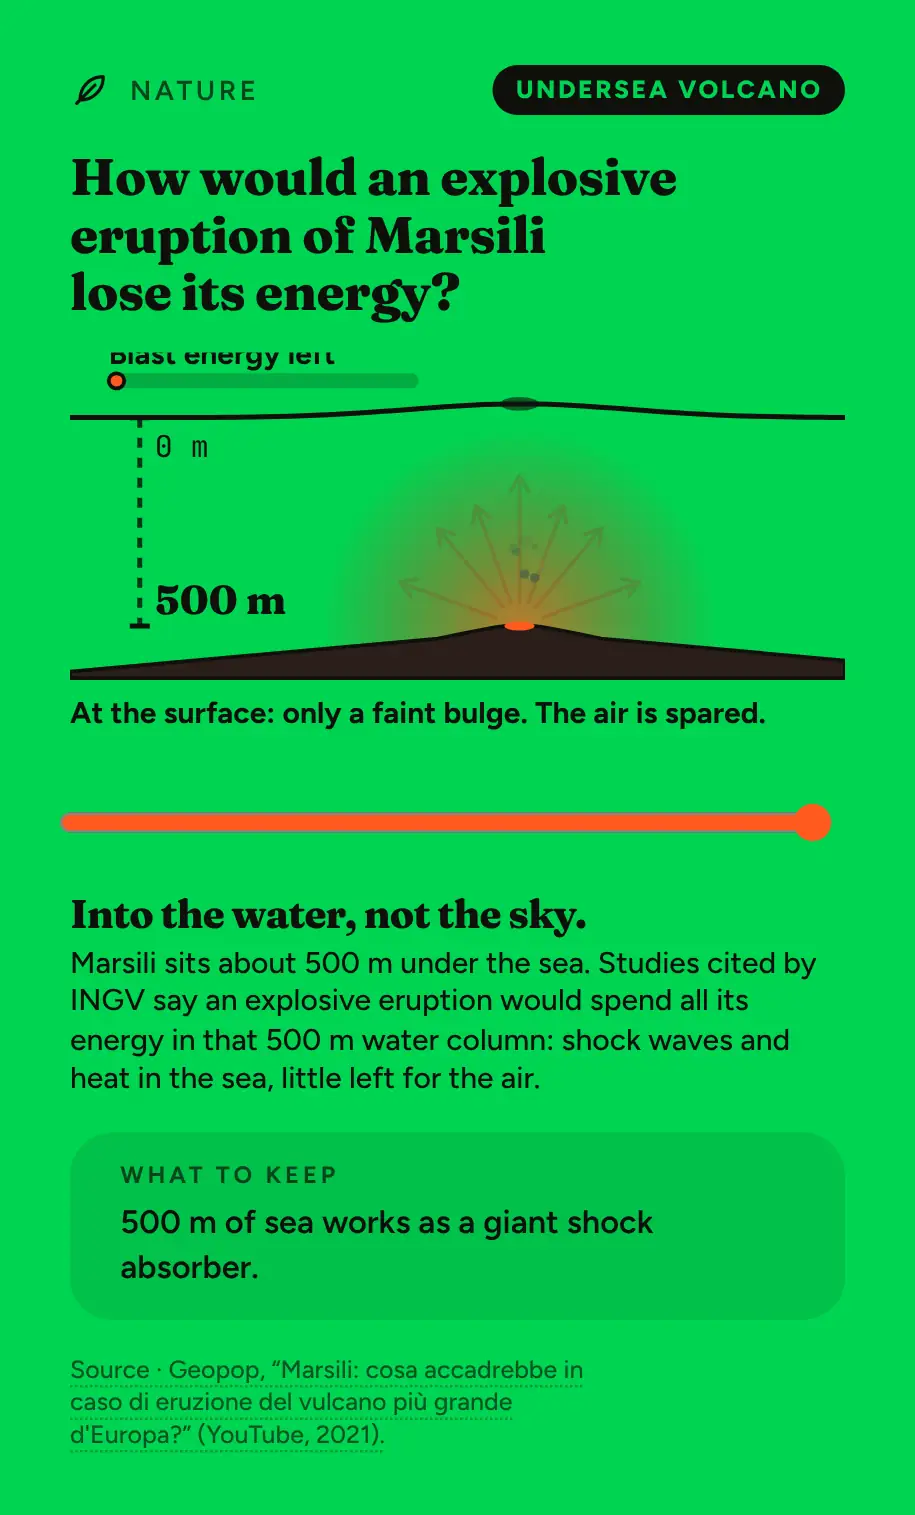 NATURE
UNDERSEA VOLCANO
How would an explosive
eruption of Marsili
lose its energy?
Blast energy left
0 m
500 m
At the surface: only a faint bulge. The air is spared.
Into the water, not the sky.
Marsili sits about 500 m under the sea. Studies cited by
INGV say an explosive eruption would spend all its
energy in that 500 m water column: shock waves and
heat in the sea, little left for the air.
WHAT TO KEEP
500 m of sea works as a giant shock
absorber.
Source · Geopop, “Marsili: cosa accadrebbe in
caso di eruzione del vulcano più grande
d'Europa?” (YouTube, 2021).